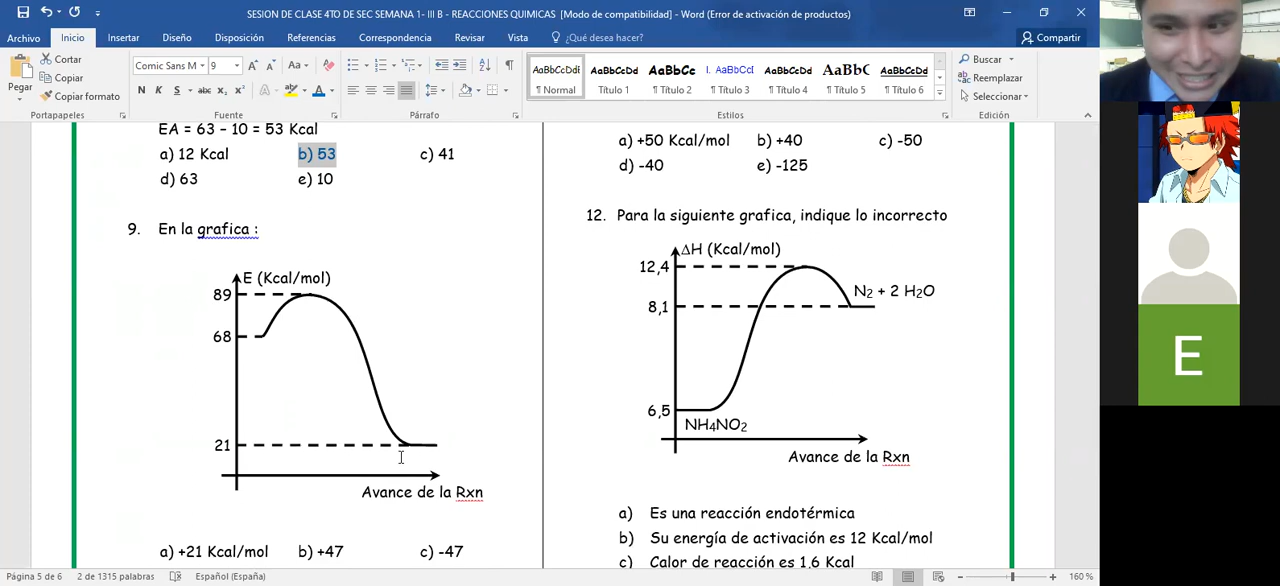 SESION DE CLASE 4TO DE SEC SEMANA 1- III B - REACCIONES QUIMICAS [Modo de compatibilidad] - Word (Error de activación de productos)
Archivo Inicio Insertar Diseño Disposición Referencias Correspondencia Revisar Vista ¿Qué desea hacer? Compartir
Pegar
Cortar
Copiar
Copiar formato
Portapapeles
Comic Sans M 9
N K S abc x₂ x²
Fuente
Párrafo
AaBbCcDdE AaBbCcDd AaBbCc I. AaBbCcI AaBbCcDd AaBbC AaBbCcDd
¶ Normal Título 1 Título 2 Título 3 Título 4 Título 5 Título 6
Estilos
Buscar
Reemplazar
Seleccionar
Edición
EA = 63 – 10 = 53 Kcal
a) 12 Kcal b) 53 c) 41
d) 63 e) 10
9. En la grafica :
E (Kcal/mol)
89
68
21
Avance de la Rxn
a) +21 Kcal/mol b) +47 c) -47
a) +50 Kcal/mol b) +40 c) -50
d) -40 e) -125
12. Para la siguiente grafica, indique lo incorrecto
ΔH (Kcal/mol)
12,4
N₂ + 2 H₂O
8,1
6,5
NH₄NO₂
Avance de la Rxn
a) Es una reacción endotérmica
b) Su energía de activación es 12 Kcal/mol
c) Calor de reacción es 1,6 Kcal
E
Página 5 de 6 2 de 1315 palabras Español (España) 160 %